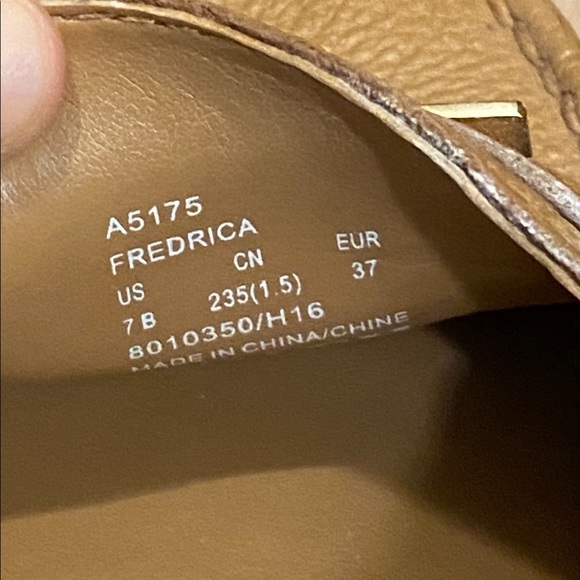 A5175
FREDRICA
US CN EUR
7 B 235(1.5) 37
8010350/H16
MADE IN CHINA/CHINE